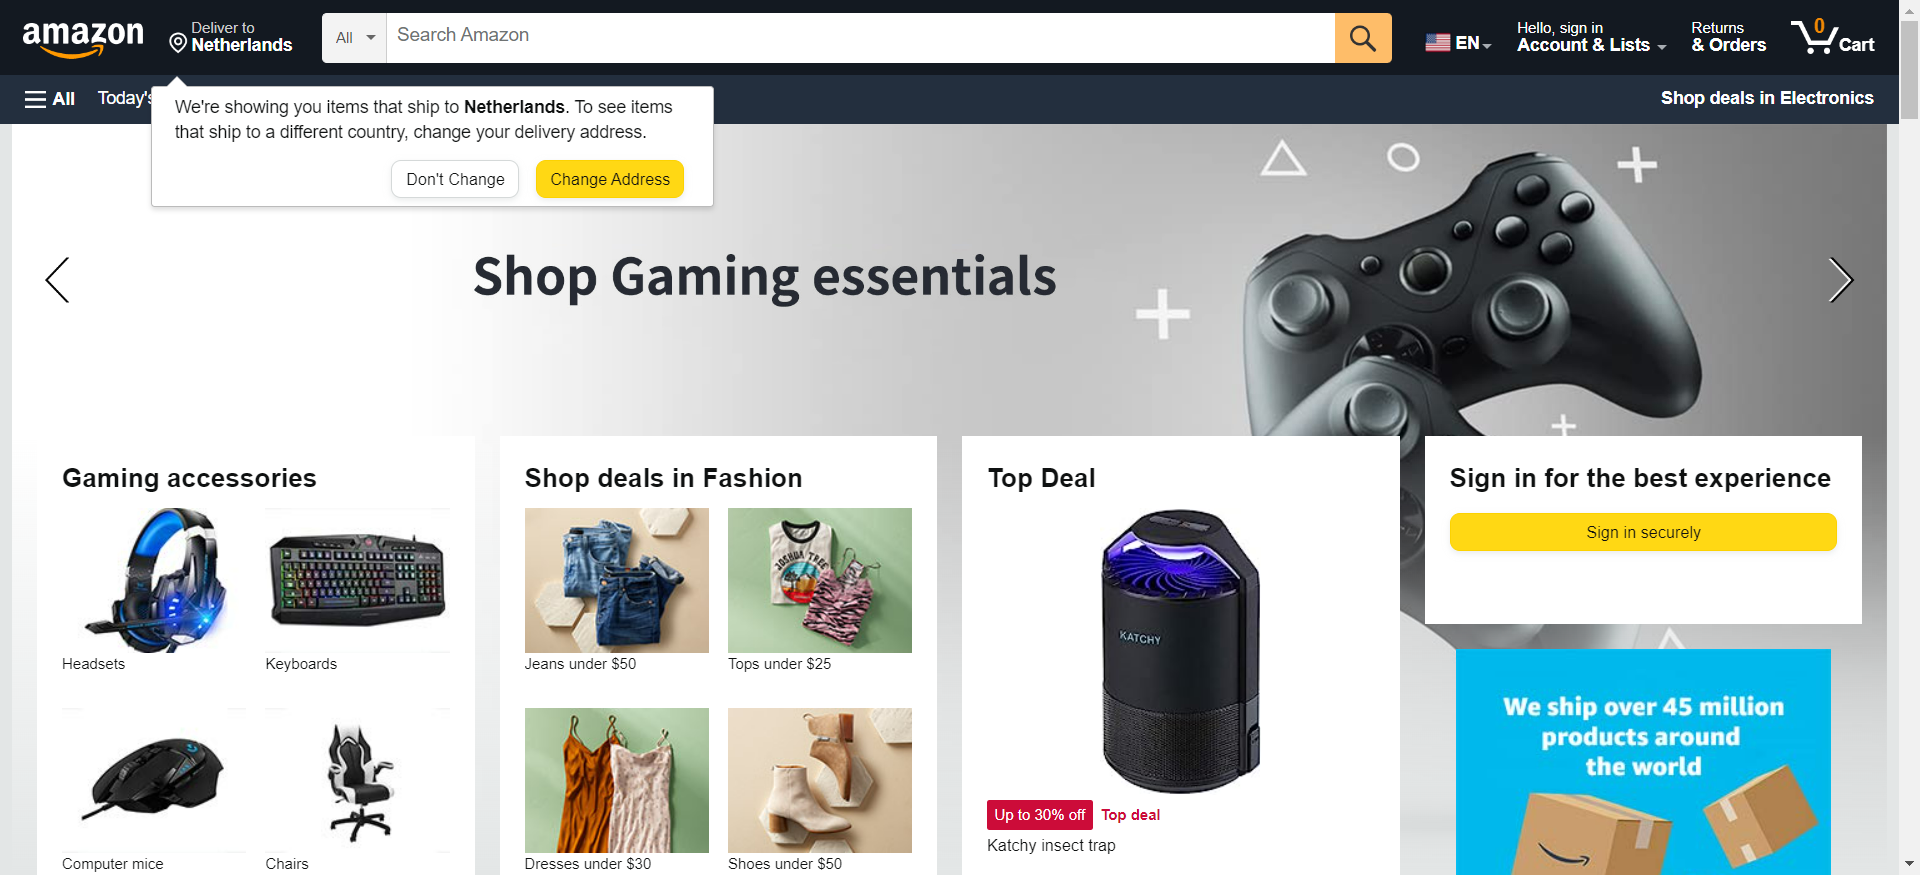 amazon
Deliver to
Netherlands
All
Search Amazon
EN
Hello, sign in
Account & Lists
Returns
& Orders
0
Cart
All
Today's
Shop deals in Electronics
We're showing you items that ship to Netherlands. To see items
that ship to a different country, change your delivery address.
Don't Change
Change Address
Shop Gaming essentials
Gaming accessories
Headsets
Keyboards
Computer mice
Chairs
Shop deals in Fashion
JOSHUA TREE
Jeans under $50
Tops under $25
Dresses under $30
Shoes under $50
Top Deal
KATCHY
Up to 30% off
Top deal
Katchy insect trap
Sign in for the best experience
Sign in securely
We ship over 45 million
products around
the world